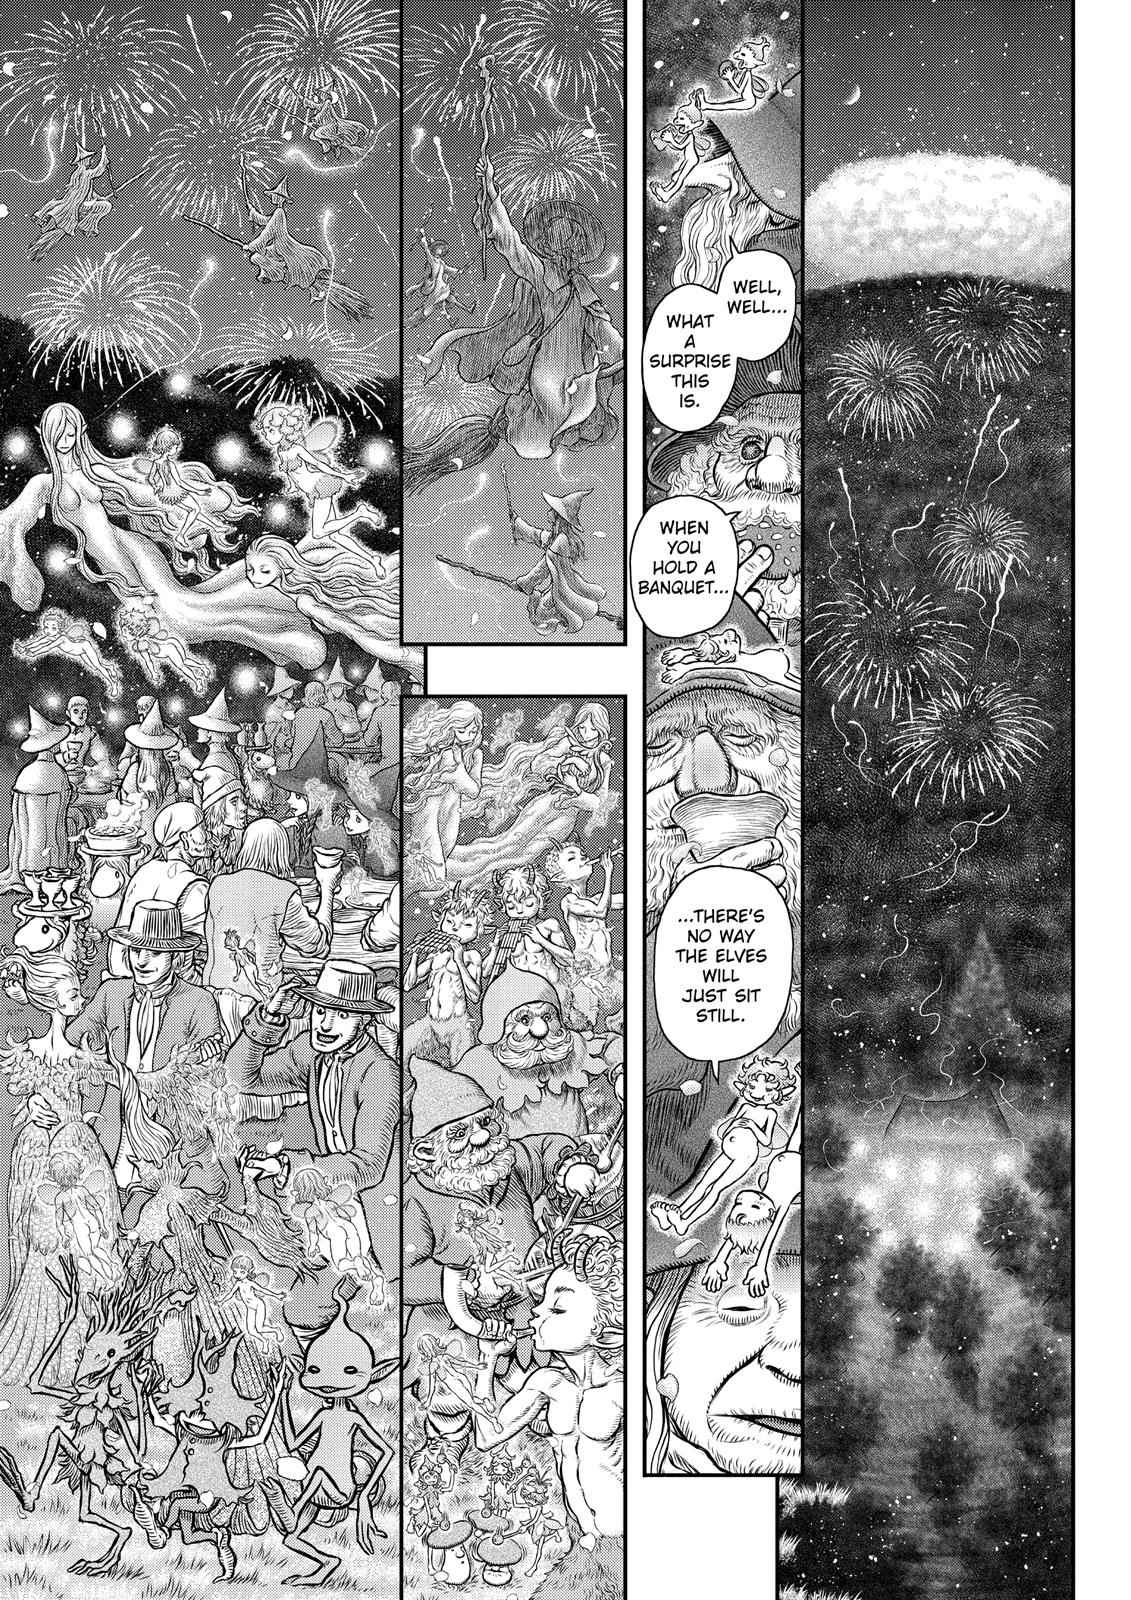 WELL,
WELL...
WHAT
A
SURPRISE
THIS
IS.
WHEN
YOU
HOLD A
BANQUET...
...THERE'S
NO WAY
THE ELVES
WILL
JUST SIT
STILL.